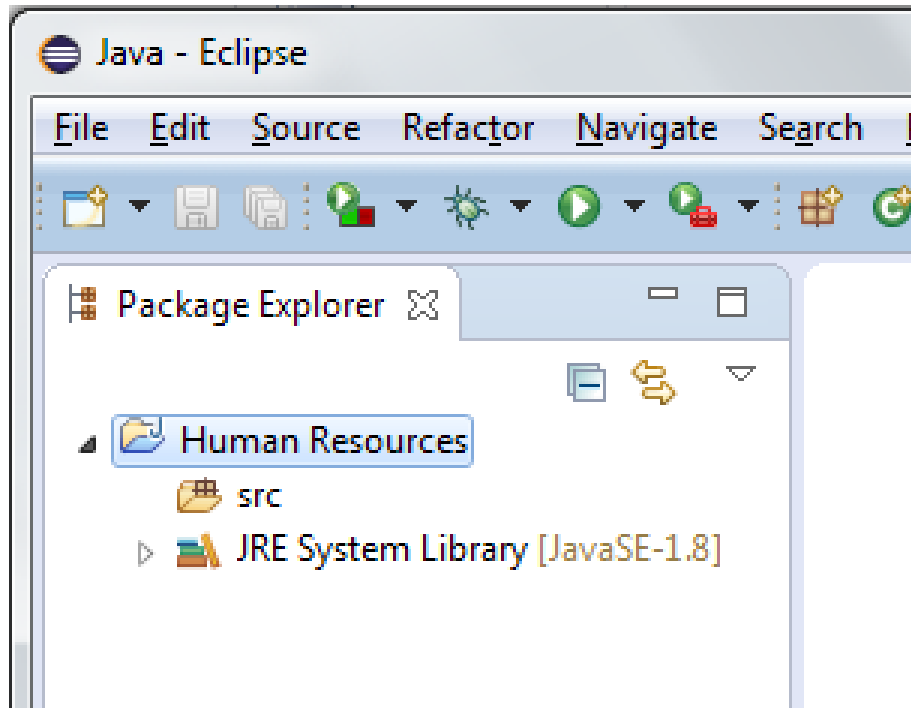 Java - Eclipse
File Edit Source Refactor Navigate Search
Package Explorer
Human Resources
src
JRE System Library [JavaSE-1.8]